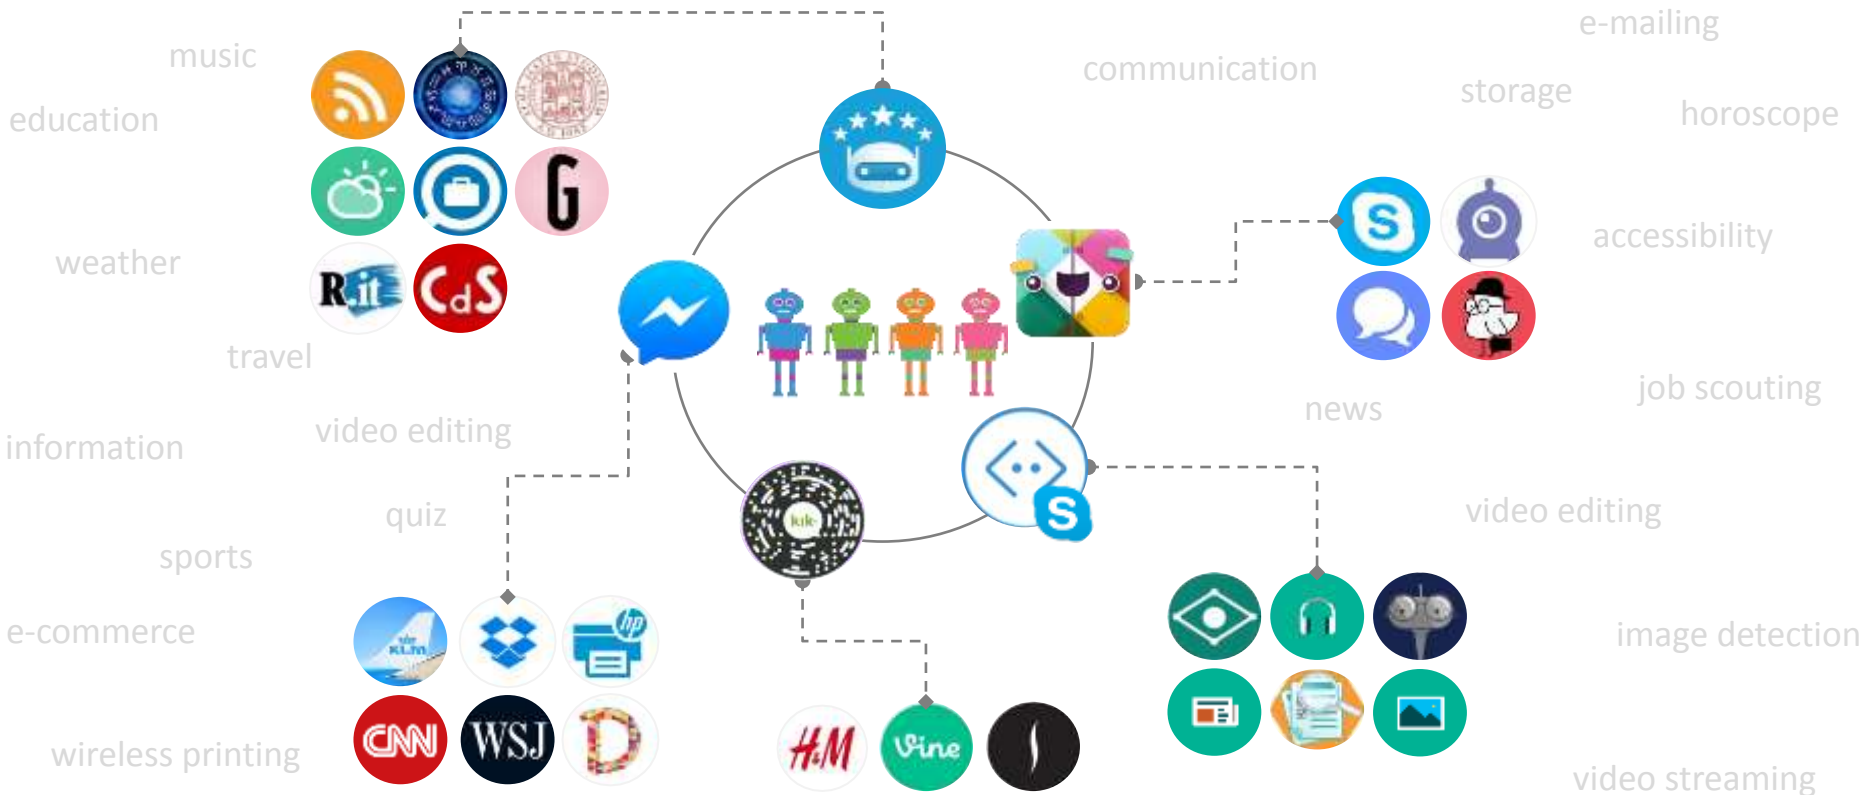 e-mailing
music
communication
storage
horoscope
education
G
S
accessibility
weather
R.it
CdS
travel
job scouting
news
video editing
information
kik
S
video editing
quiz
sports
hp
e-commerce
KLM
image detection
CNN
WSJ
D
H&M
Vine
wireless printing
video streaming